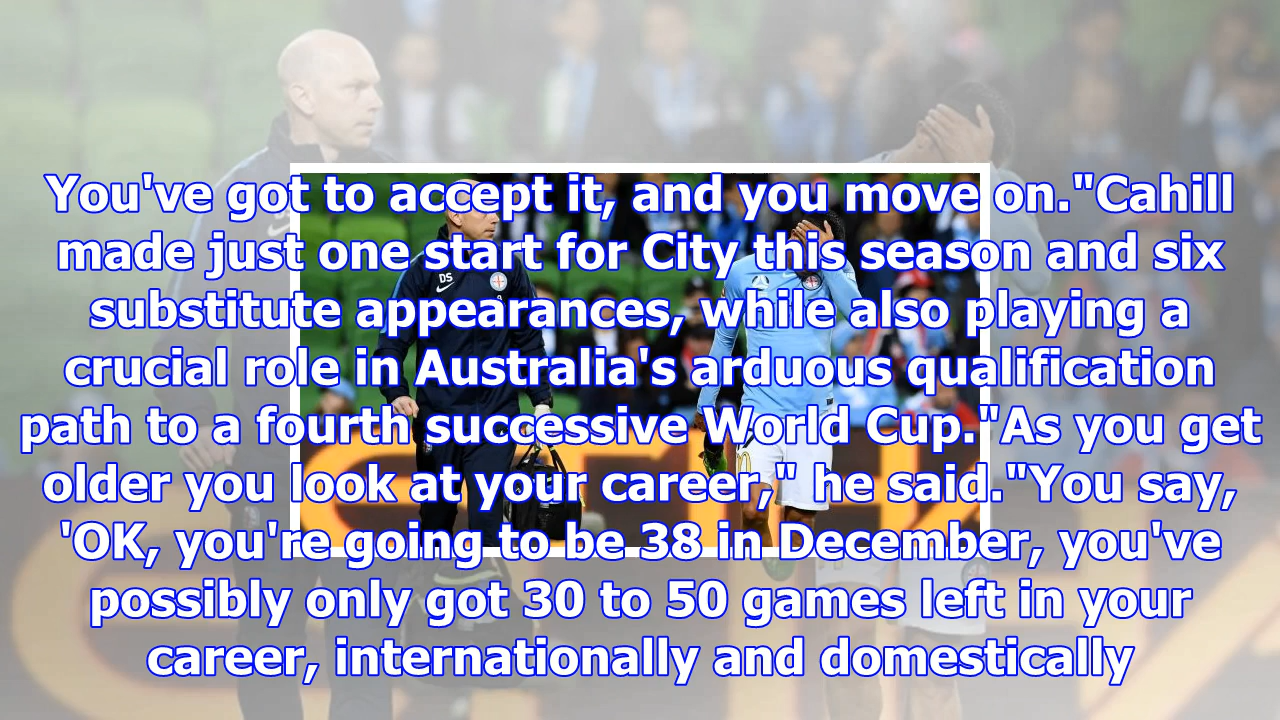 You've got to accept it, and you move on."Cahill
made just one start for City this season and six
substitute appearances, while also playing a
crucial role in Australia's arduous qualification
path to a fourth successive World Cup."As you get
older you look at your career," he said."You say,
'OK, you're going to be 38 in December, you've
possibly only got 30 to 50 games left in your
career, internationally and domestically
DS